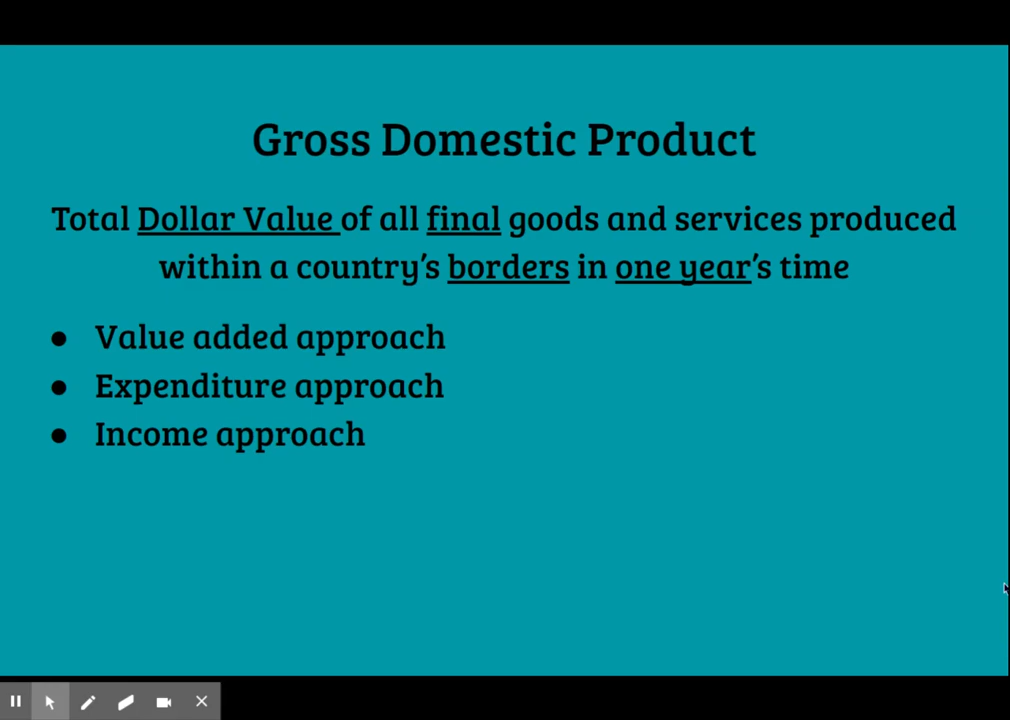 Gross Domestic Product
Total Dollar Value of all final goods and services produced
within a country’s borders in one year’s time
● Value added approach
● Expenditure approach
● Income approach